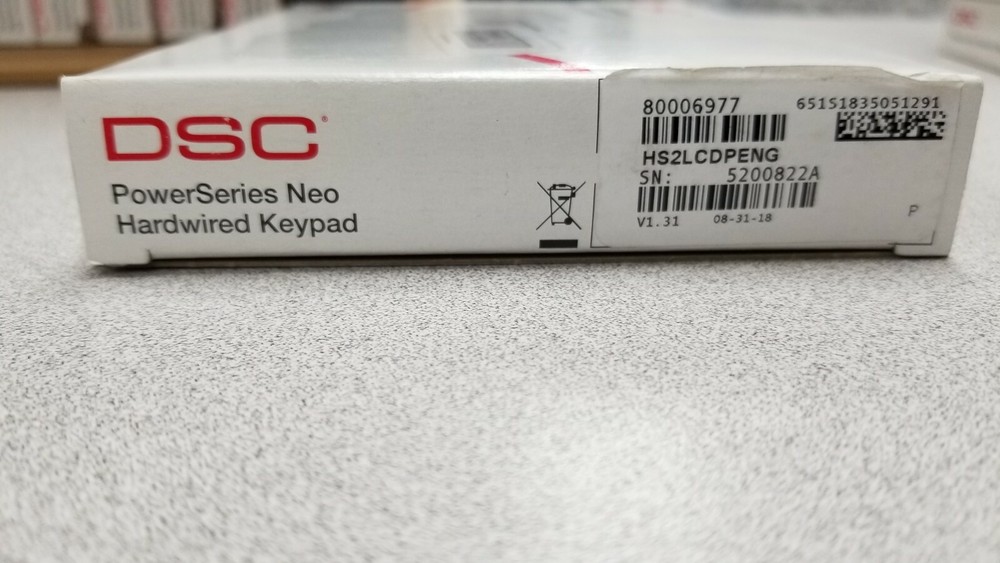 DSC
PowerSeries Neo
Hardwired Keypad
80006977
65151835051291
HS2LCDPENG
SN: 5200822A
V1.31 08-31-18
P